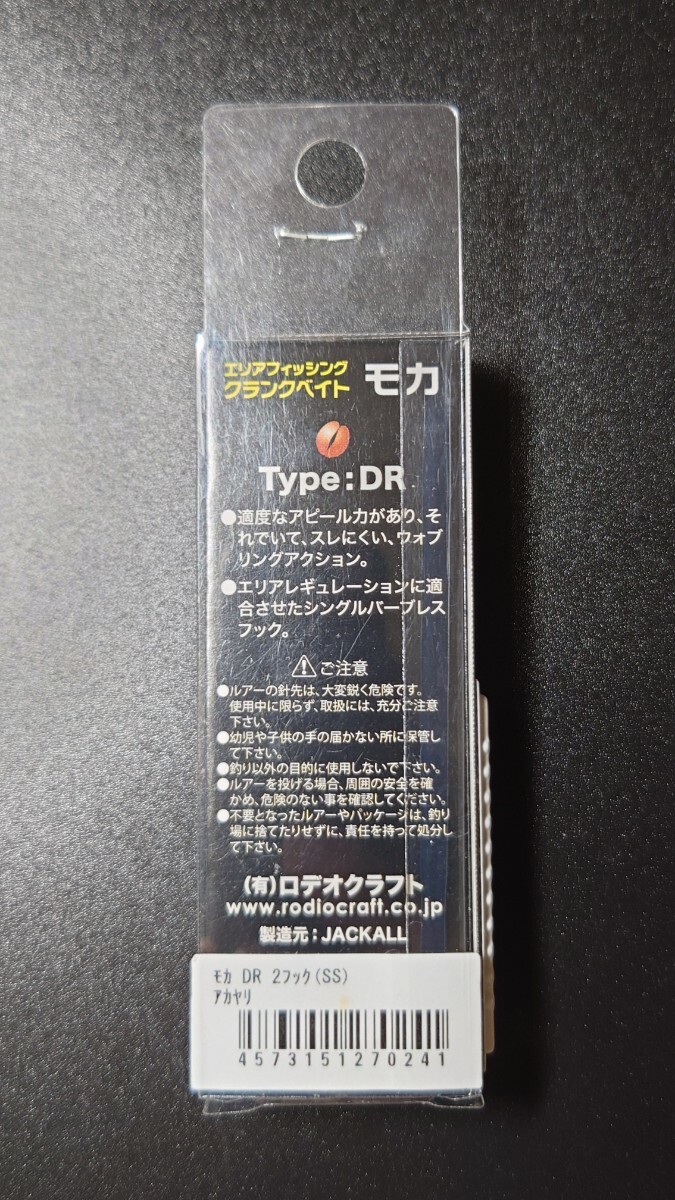 エリアフィッシング
クランクベイト モカ
Type:DR
●適度なアピール力があり、そ
れでいて、スレにくい、ウォブ
リングアクション。
●エリアレギュレーションに適
合させたシングルバーブレス
フック。
⚠ご注意
●ルアーの針先は、大変鋭く危険です。
使用中に限らず、取扱には、充分ご注意
下さい。
●幼児や子供の手の届かない所に保管し
て下さい。
●釣り以外の目的に使用しないで下さい。
●ルアーを投げる場合、周囲の安全を確
かめ、危険のない事を確認してください。
●不要となったルアーやパッケージは、釣り
場に捨てたりせずに、責任を持って処分し
て下さい。
(有)ロデオクラフト
www.rodiocraft.co.jp
製造元:JACKALL
ﾓｶ DR 2ﾌｯｸ(SS)
ｱｶﾔﾘ
4573151270241